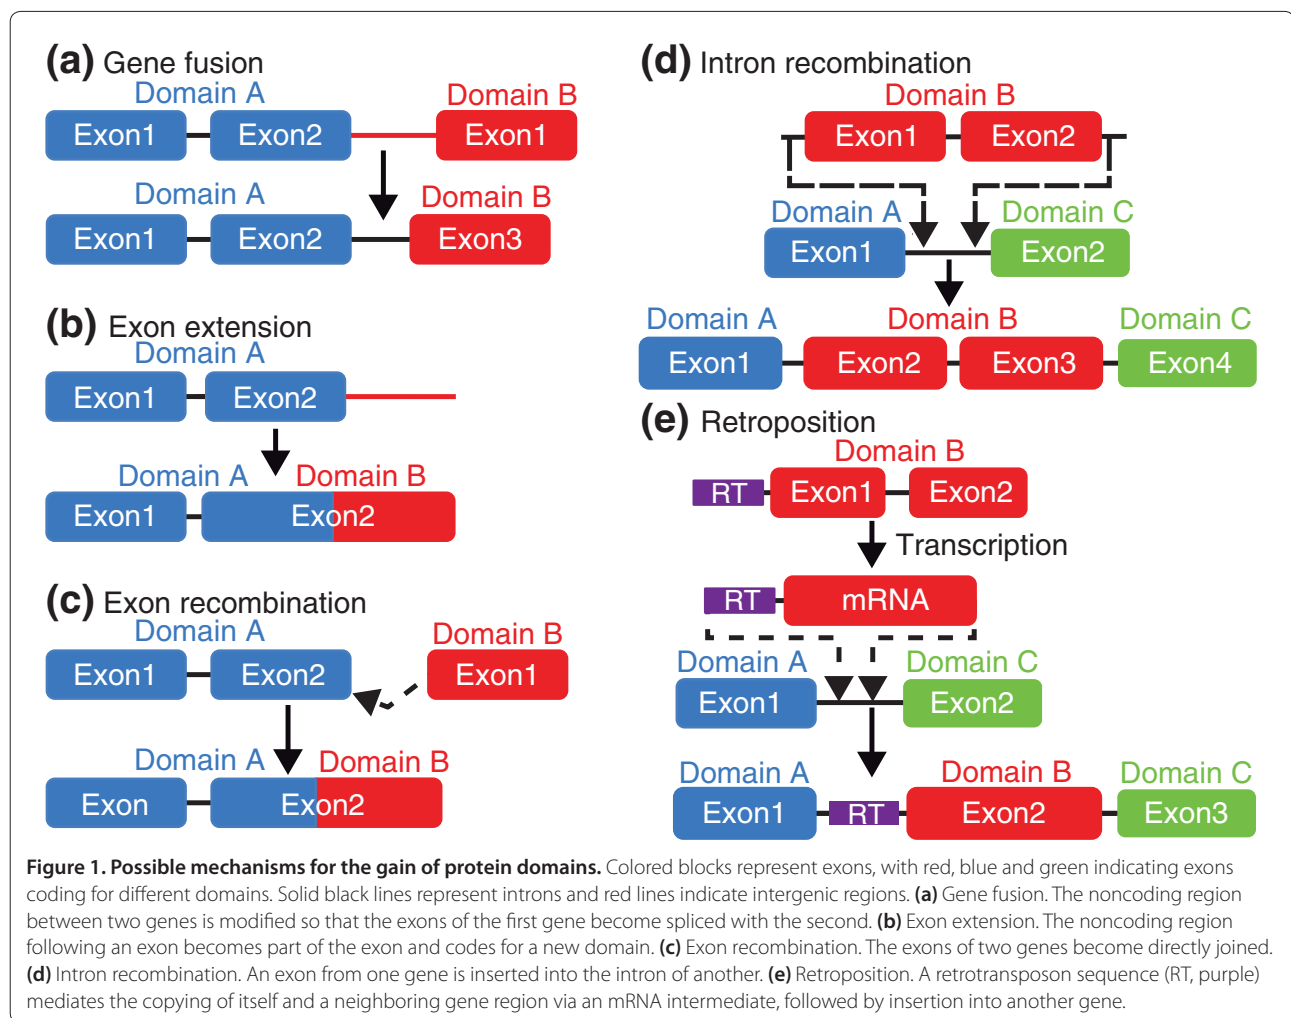 (a) Gene fusion
Domain A
Domain B
Exon1 Exon2 Exon1
Domain A
Domain B
Exon1 Exon2 Exon3
(b) Exon extension
Domain A
Exon1 Exon2
Domain A Domain B
Exon1 Exon2
(c) Exon recombination
Domain A
Domain B
Exon1 Exon2 Exon1
Domain A Domain B
Exon Exon2
(d) Intron recombination
Domain B
Exon1 Exon2
Domain A Domain C
Exon1 Exon2
Domain A Domain B Domain C
Exon1 Exon2 Exon3 Exon4
(e) Retroposition
Domain B
RT Exon1 Exon2
Transcription
RT mRNA
Domain A Domain C
Exon1 Exon2
Domain A Domain B Domain C
Exon1 RT Exon2 Exon3
Figure 1. Possible mechanisms for the gain of protein domains. Colored blocks represent exons, with red, blue and green indicating exons
coding for different domains. Solid black lines represent introns and red lines indicate intergenic regions. (a) Gene fusion. The noncoding region
between two genes is modified so that the exons of the first gene become spliced with the second. (b) Exon extension. The noncoding region
following an exon becomes part of the exon and codes for a new domain. (c) Exon recombination. The exons of two genes become directly joined.
(d) Intron recombination. An exon from one gene is inserted into the intron of another. (e) Retroposition. A retrotransposon sequence (RT, purple)
mediates the copying of itself and a neighboring gene region via an mRNA intermediate, followed by insertion into another gene.